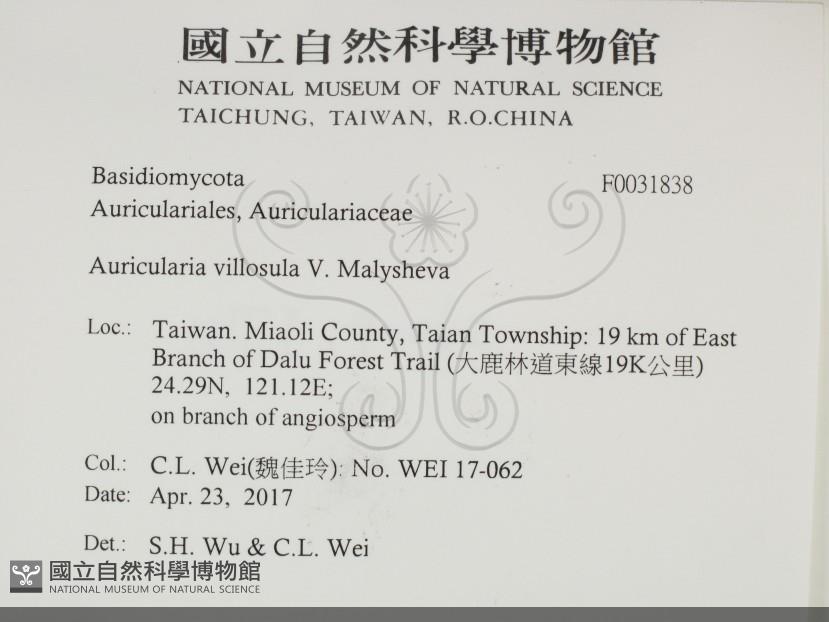 國立自然科學博物館
NATIONAL MUSEUM OF NATURAL SCIENCE
TAICHUNG, TAIWAN, R.O.CHINA
Basidiomycota F0031838
Auriculariales, Auriculariaceae
Auricularia villosula V. Malysheva
Loc.: Taiwan. Miaoli County, Taian Township: 19 km of East
Branch of Dalu Forest Trail (大鹿林道東線19K公里)
24.29N, 121.12E;
on branch of angiosperm
Col.: C.L. Wei(魏佳玲): No. WEI 17-062
Date: Apr. 23, 2017
Det.: S.H. Wu & C.L. Wei
國立自然科學博物館
NATIONAL MUSEUM OF NATURAL SCIENCE